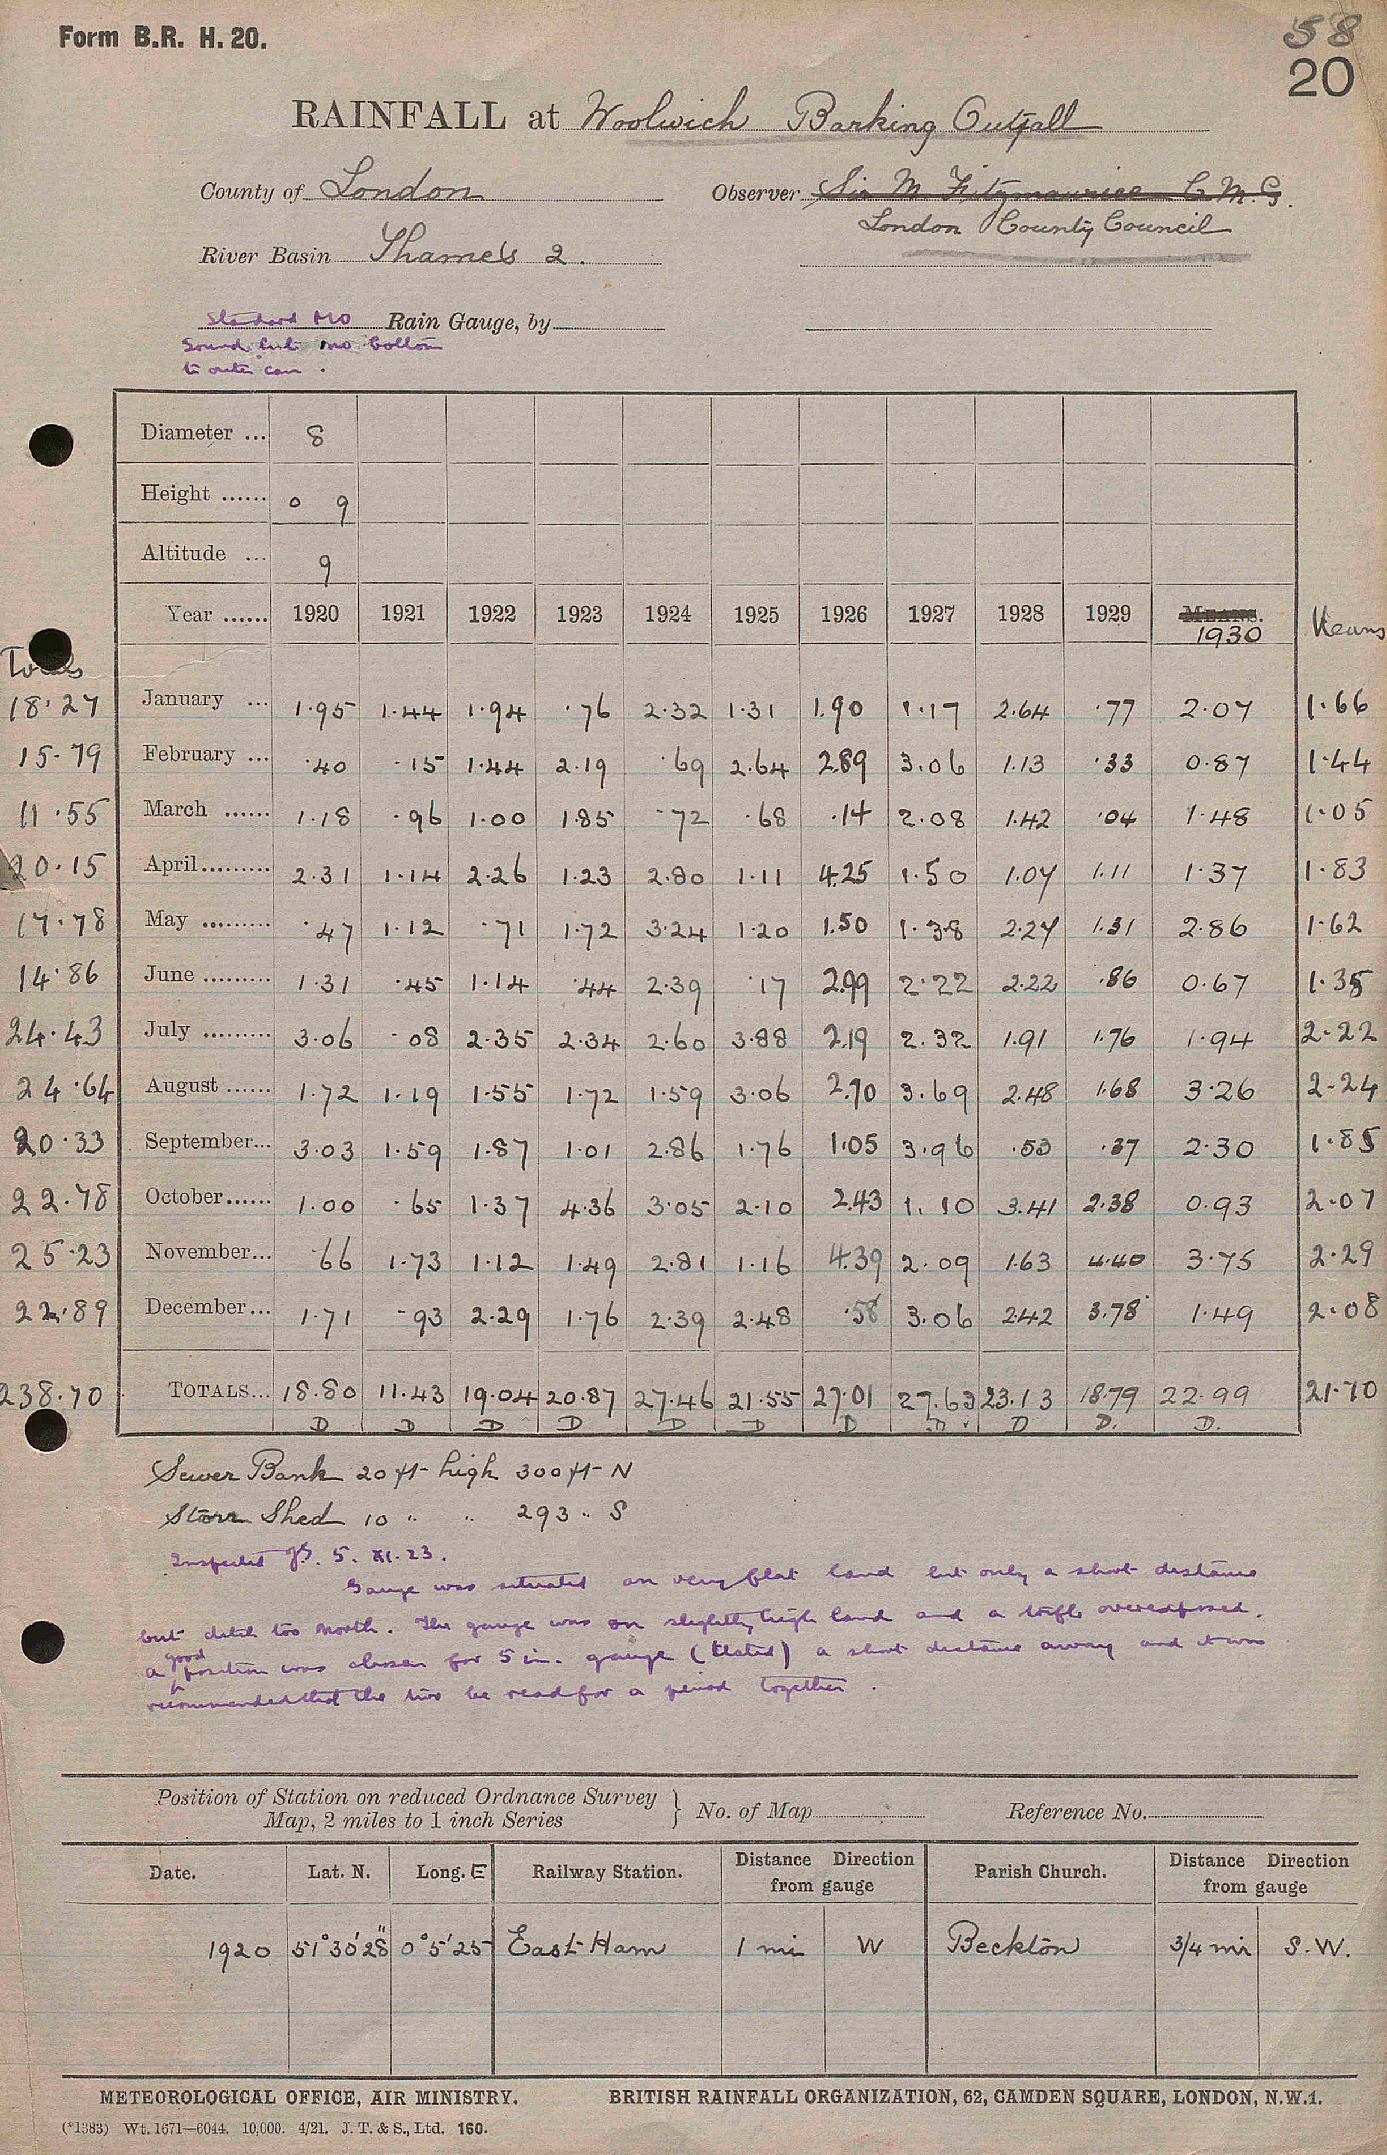 Form B.R. H. 20.
58
20
RAINFALL at Woolwich Barking Outfall
County of London Observer Sir M. Fitzmaurice C.M.G.
London County Council
River Basin Thames 2.
Standard MO Rain Gauge, by
Sound but no bottom
to outer can.
Diameter ... 8
Height ...... 0 9
Altitude ... 9
Year ...... 1920 1921 1922 1923 1924 1925 1926 1927 1928 1929 MEANS. Means
1930
Totals
18.27 January ... 1.95 1.44 1.94 .76 2.32 1.31 1.90 1.17 2.64 .77 2.07 1.66
15.79 February ... .40 .15 1.44 2.19 .69 2.64 2.89 3.06 1.13 .33 0.87 1.44
11.55 March ...... 1.18 .96 1.00 1.85 .72 .68 .14 2.08 1.42 .04 1.48 1.05
20.15 April......... 2.31 1.14 2.26 1.23 2.80 1.11 4.25 1.50 1.07 1.11 1.37 1.83
17.78 May ......... .47 1.12 .71 1.72 3.24 1.20 1.50 1.38 2.27 1.31 2.86 1.62
14.86 June ......... 1.31 .45 1.14 .44 2.39 .17 2.99 2.22 2.22 .86 0.67 1.35
24.43 July ......... 3.06 .08 2.35 2.34 2.60 3.88 2.19 2.32 1.91 1.76 1.94 2.22
24.64 August ...... 1.72 1.19 1.55 1.72 1.59 3.06 2.70 3.69 2.48 1.68 3.26 2.24
20.33 September... 3.03 1.59 1.87 1.01 2.86 1.76 1.05 3.96 .53 .37 2.30 1.85
22.78 October...... 1.00 .65 1.37 4.36 3.05 2.10 2.43 1.10 3.41 2.38 0.93 2.07
25.23 November... .66 1.73 1.12 1.49 2.81 1.16 4.39 2.09 1.63 4.40 3.75 2.29
22.89 December... 1.71 .93 2.29 1.76 2.39 2.48 .58 3.06 2.42 3.78 1.49 2.08
238.70 TOTALS... 18.80 11.43 19.04 20.87 27.46 21.55 27.01 27.63 23.13 18.79 22.99 21.70
D D D D D D D D. D D. D.
Sewer Bank 20 ft high 300 ft N
Store Shed 10 " " 293 " S
Inspected 5. XI. 23.
Gauge was situated on very flat land but only a short distance
but ditch too North. The gauge was on slightly high land and a trifle overexposed.
a good position was chosen for 5 in. gauge (tested) a short distance away and it was
recommended that the two be read for a period together.
Position of Station on reduced Ordnance Survey
Map, 2 miles to 1 inch Series } No. of Map Reference No.
Date. Lat. N. Long. E Railway Station. Distance Direction from gauge Parish Church. Distance Direction from gauge
1920 51° 30' 28" 0° 5' 25 East Ham 1 mi W Beckton 3/4 mi S.W.
METEOROLOGICAL OFFICE, AIR MINISTRY. BRITISH RAINFALL ORGANIZATION, 62, CAMDEN SQUARE, LONDON, N.W.1.
(*1383) Wt. 1671—6044. 10,000. 4/21. J. T. & S., Ltd. 160.